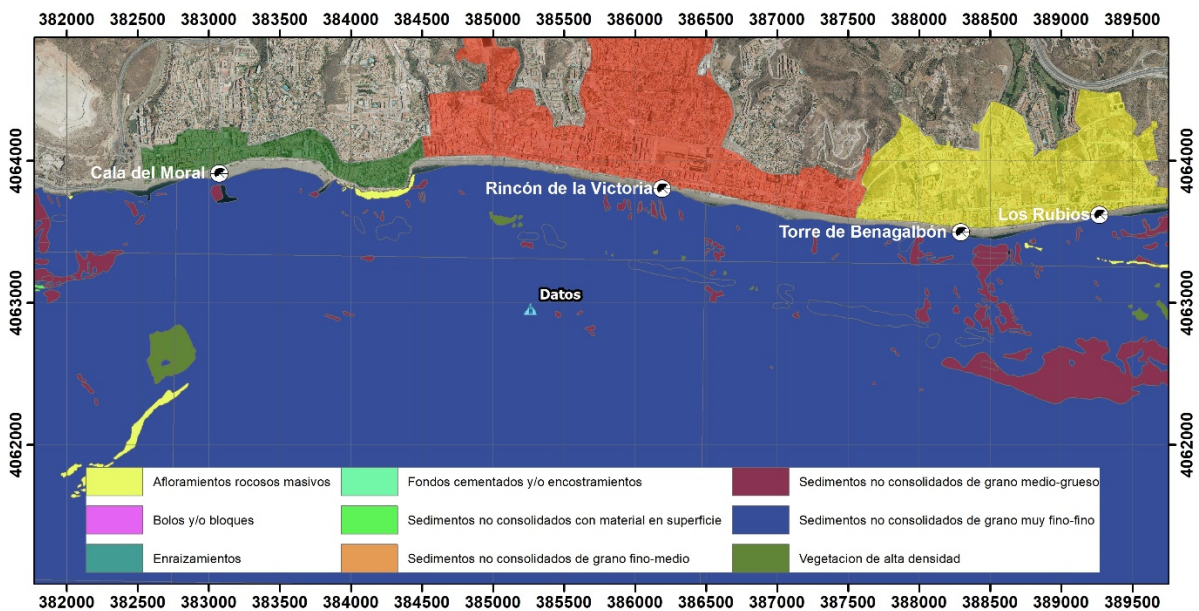 382000 382500 383000 383500 384000 384500 385000 385500 386000 386500 387000 387500 388000 388500 389000 389500
4064000 4064000
Cala del Moral
Rincón de la Victoria
Los Rubios
Torre de Benagalbón
Datos
4063000 4063000
4062000 4062000
Afloramientos rocosos masivos
Fondos cementados y/o encostramientos
Sedimentos no consolidados de grano medio-grueso
Bolos y/o bloques
Sedimentos no consolidados con material en superficie
Sedimentos no consolidados de grano muy fino-fino
Enraizamientos
Sedimentos no consolidados de grano fino-medio
Vegetacion de alta densidad
382000 382500 383000 383500 384000 384500 385000 385500 386000 386500 387000 387500 388000 388500 389000 389500